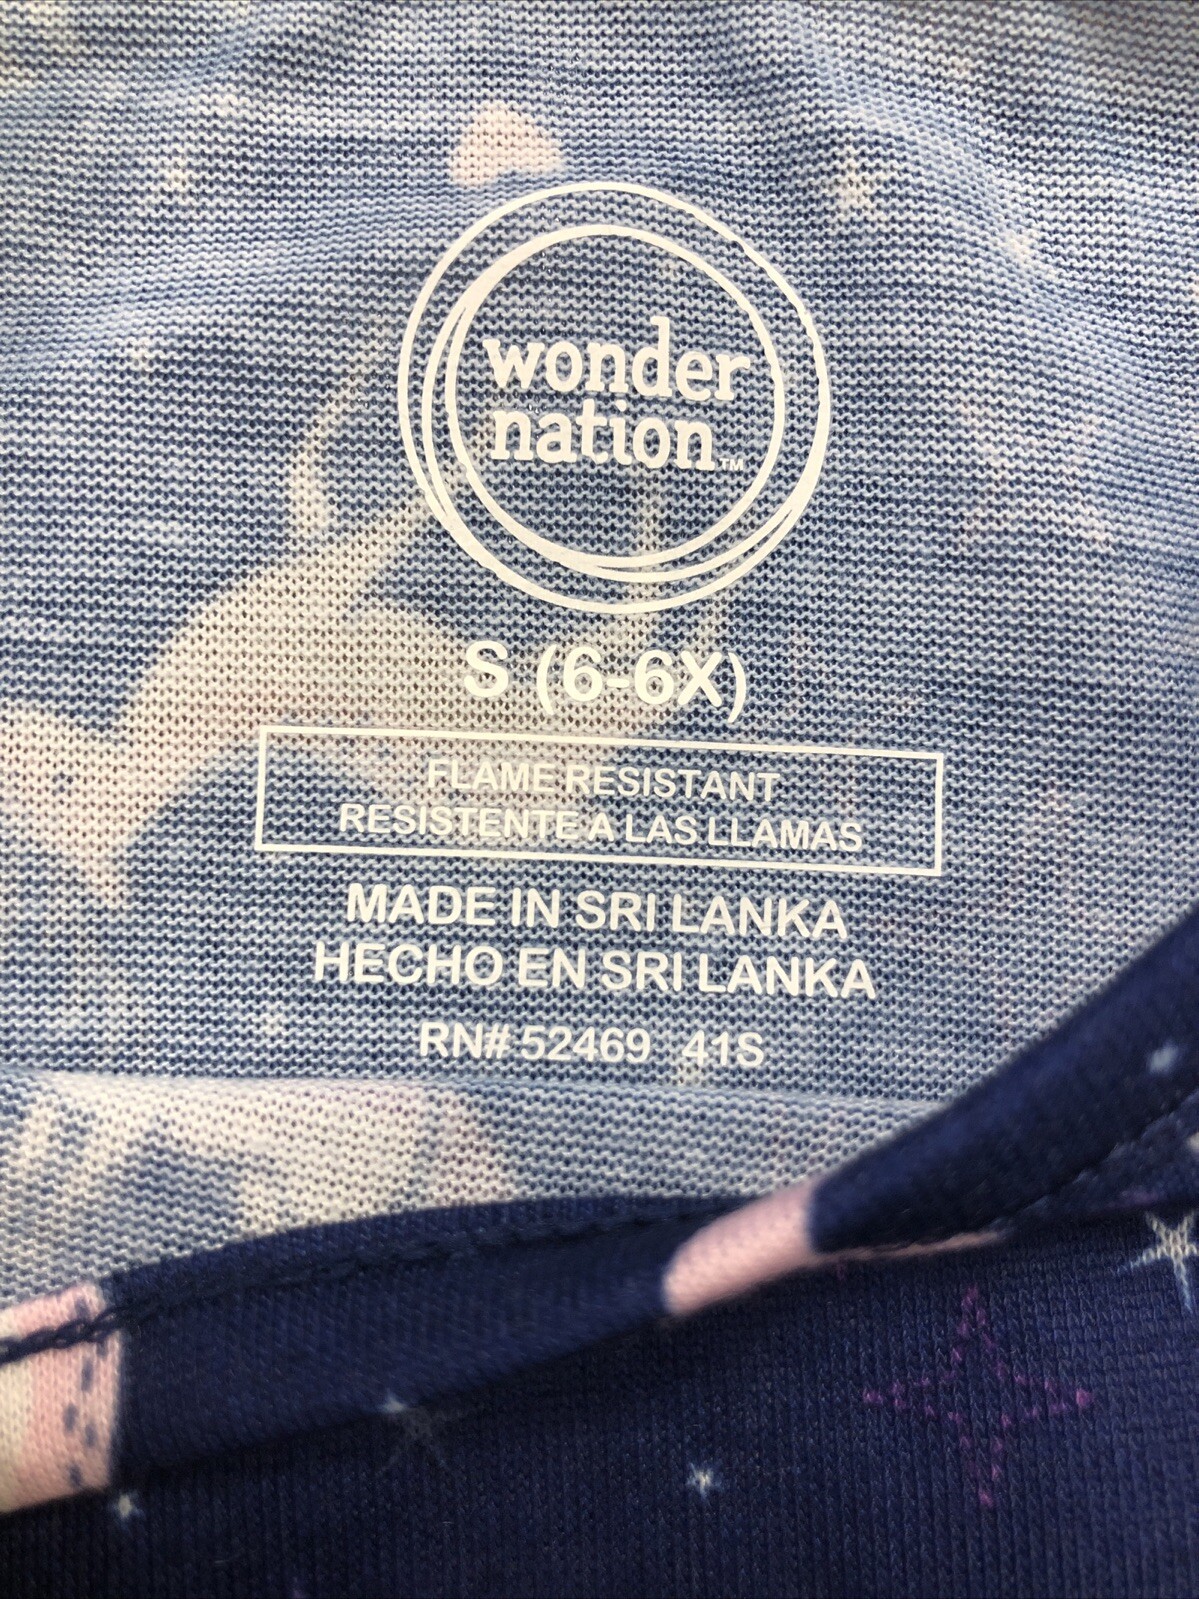 wonder
nation™
S (6-6X)
FLAME RESISTANT
RESISTENTE A LAS LLAMAS
MADE IN SRI LANKA
HECHO EN SRI LANKA
RN# 52469 41S